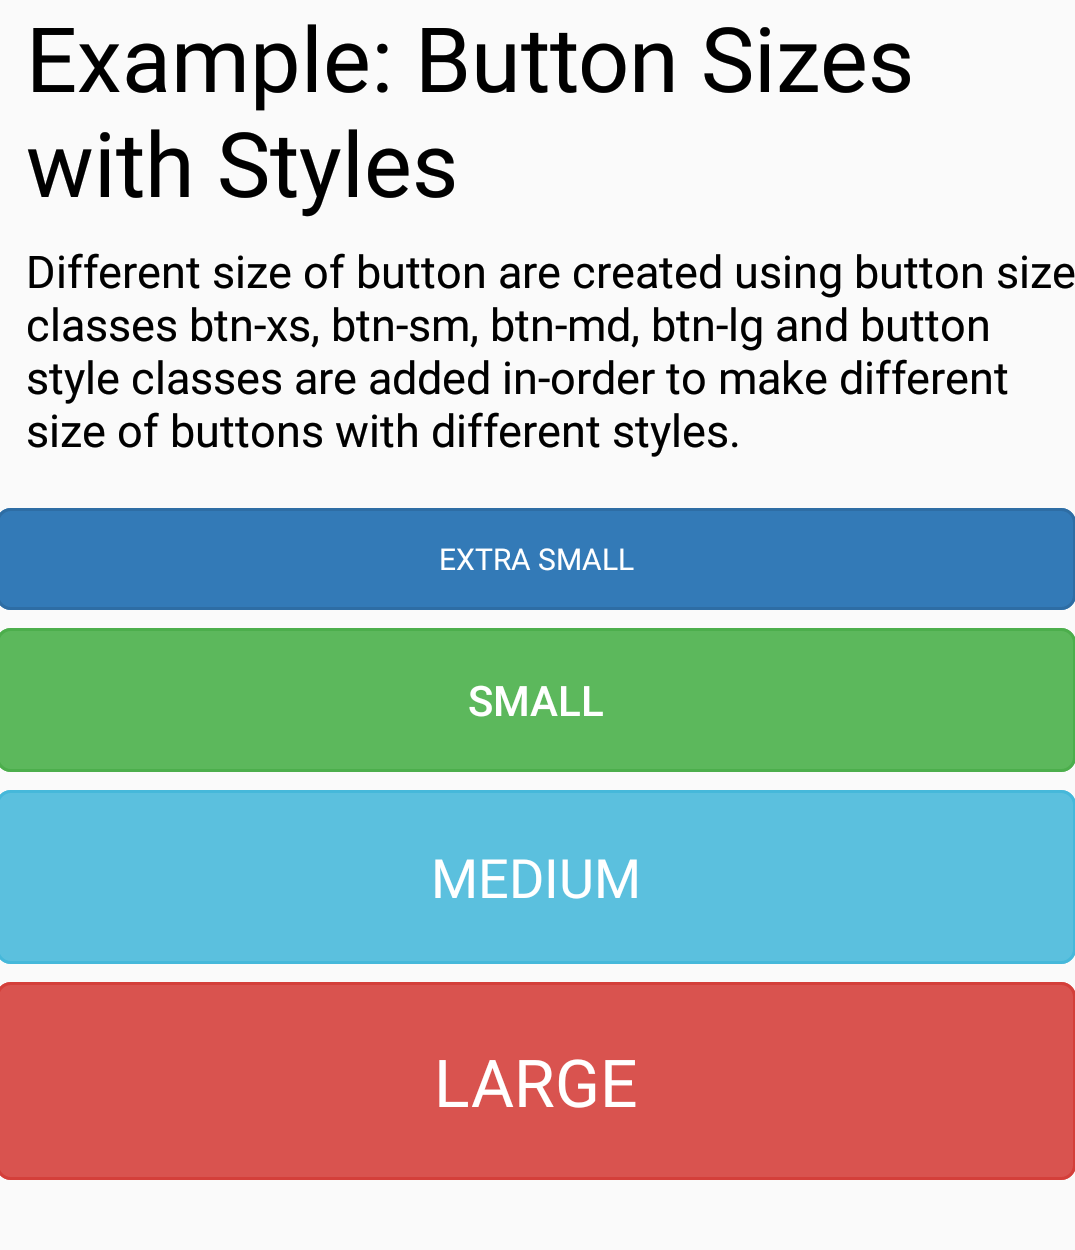 Example: Button Sizes
with Styles
Different size of button are created using button size
classes btn-xs, btn-sm, btn-md, btn-lg and button
style classes are added in-order to make different
size of buttons with different styles.
EXTRA SMALL
SMALL
MEDIUM
LARGE